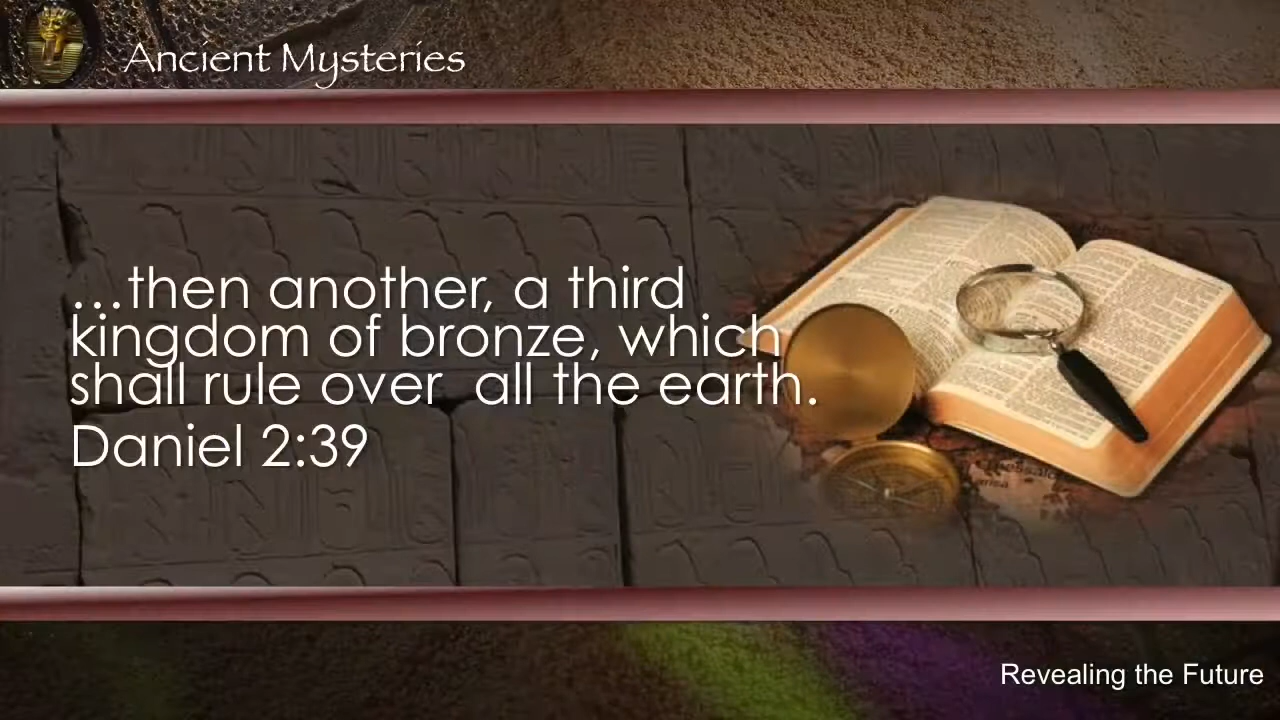 Ancient Mysteries
…then another, a third
kingdom of bronze, which
shall rule over  all the earth.
Daniel 2:39
Revealing the Future